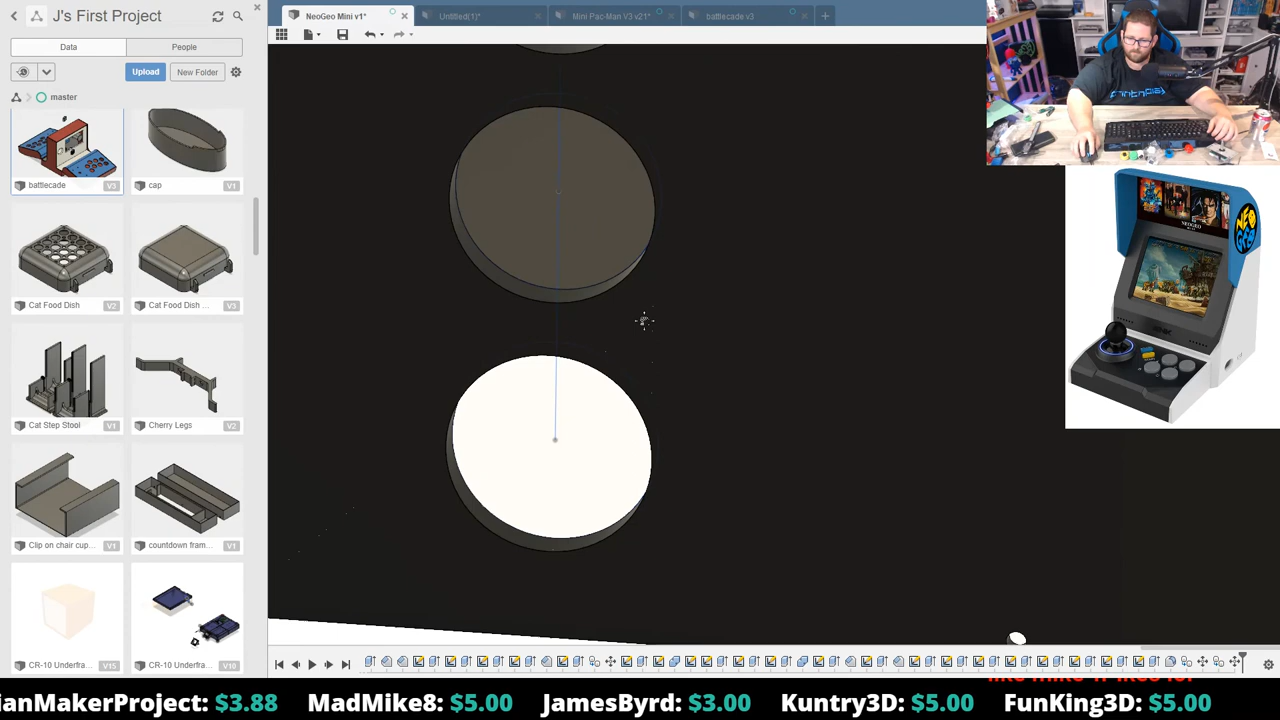 J's First Project
NeoGeo Mini v1*
Untitled(1)*
Mini Pac-Man V3 v21*
battlecade v3
Data
People
Upload
New Folder
master
battlecade V3
cap V1
Cat Food Dish V2
Cat Food Dish ... V3
Cat Step Stool V1
Cherry Legs V2
Clip on chair cup... V1
countdown fram... V1
CR-10 Underfra... V15
CR-10 Underfra... V10
NEOGEO
NEO
GEO
ianMakerProject: $3.88 MadMike8: $5.00 JamesByrd: $3.00 Kuntry3D: $5.00 FunKing3D: $5.00